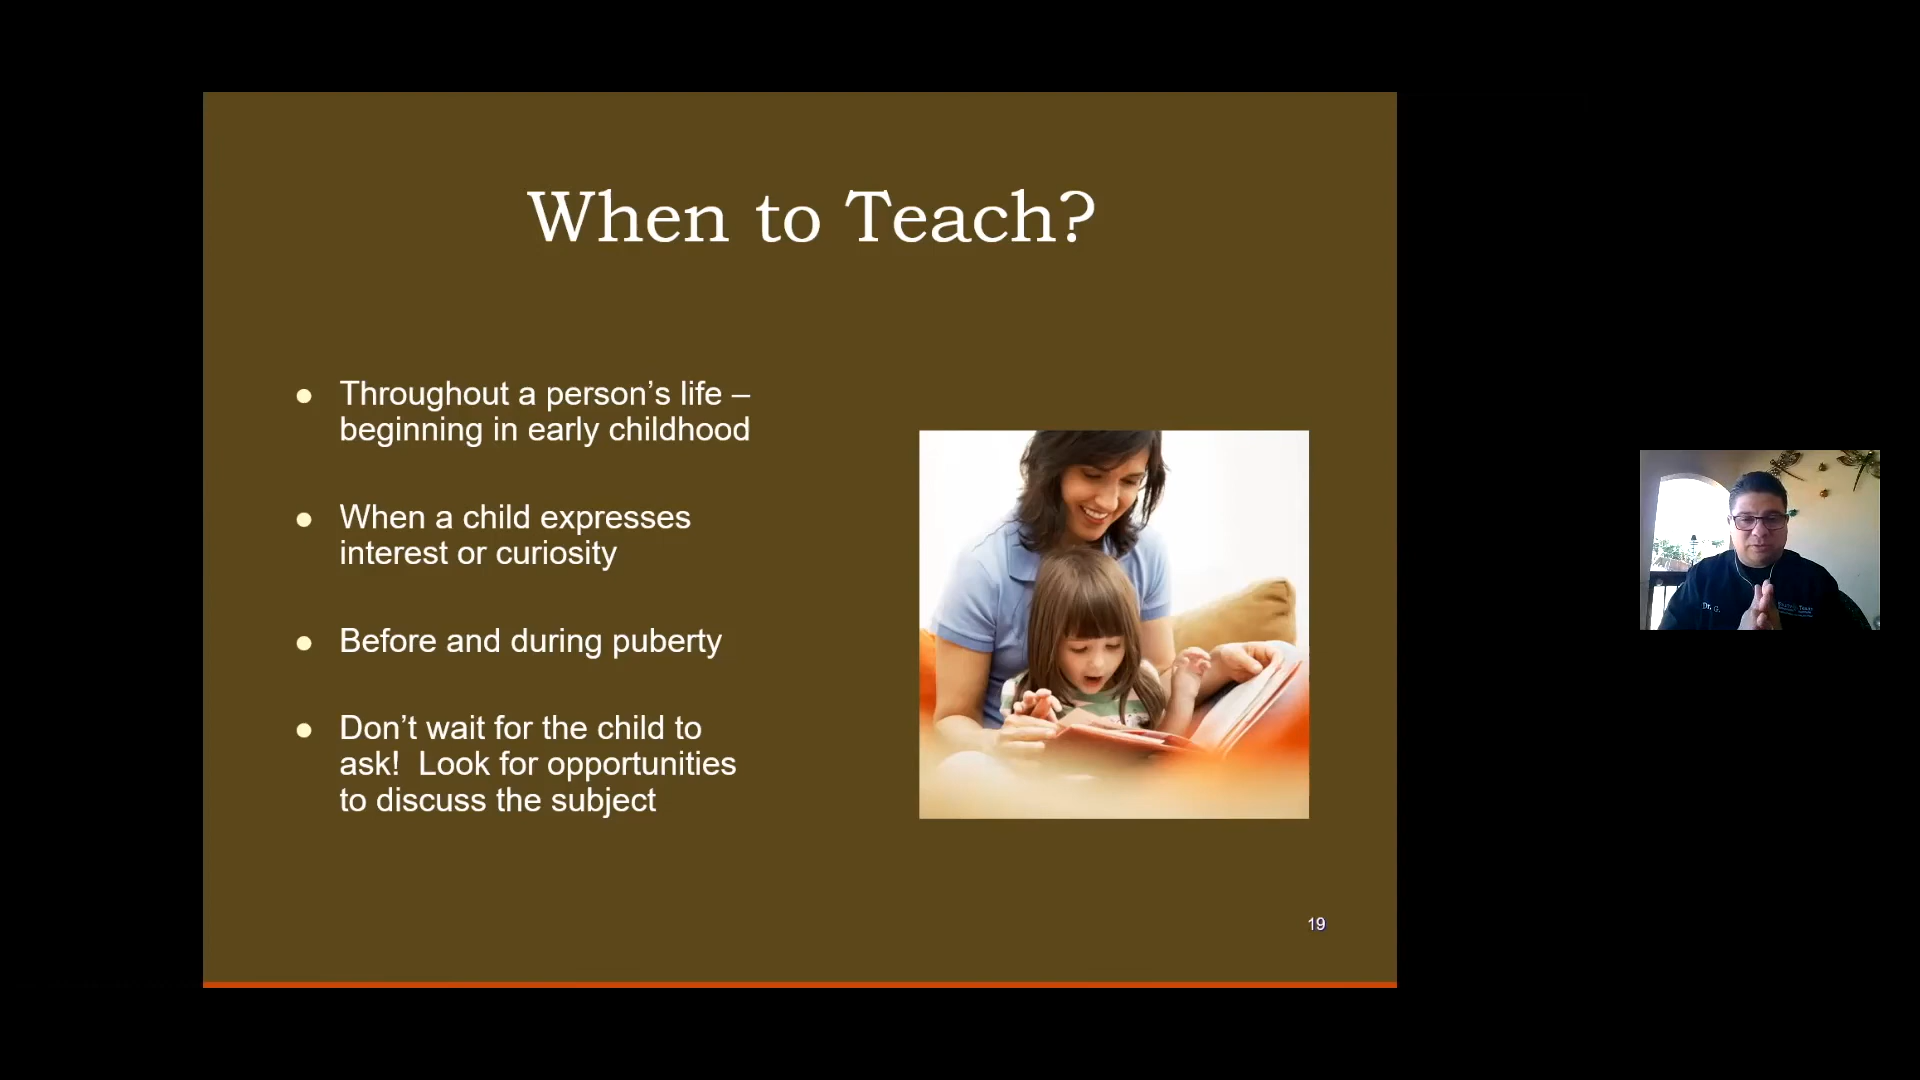 When to Teach?
Throughout a person’s life –
beginning in early childhood
When a child expresses
interest or curiosity
Before and during puberty
Don’t wait for the child to
ask!  Look for opportunities
to discuss the subject
19
Dr. G.